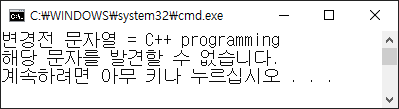 C:₩WINDOWS₩system32₩cmd.exe
변경전 문자열 = C++ programming
해당 문자를 발견할 수 없습니다.
계속하려면 아무 키나 누르십시오 . . .